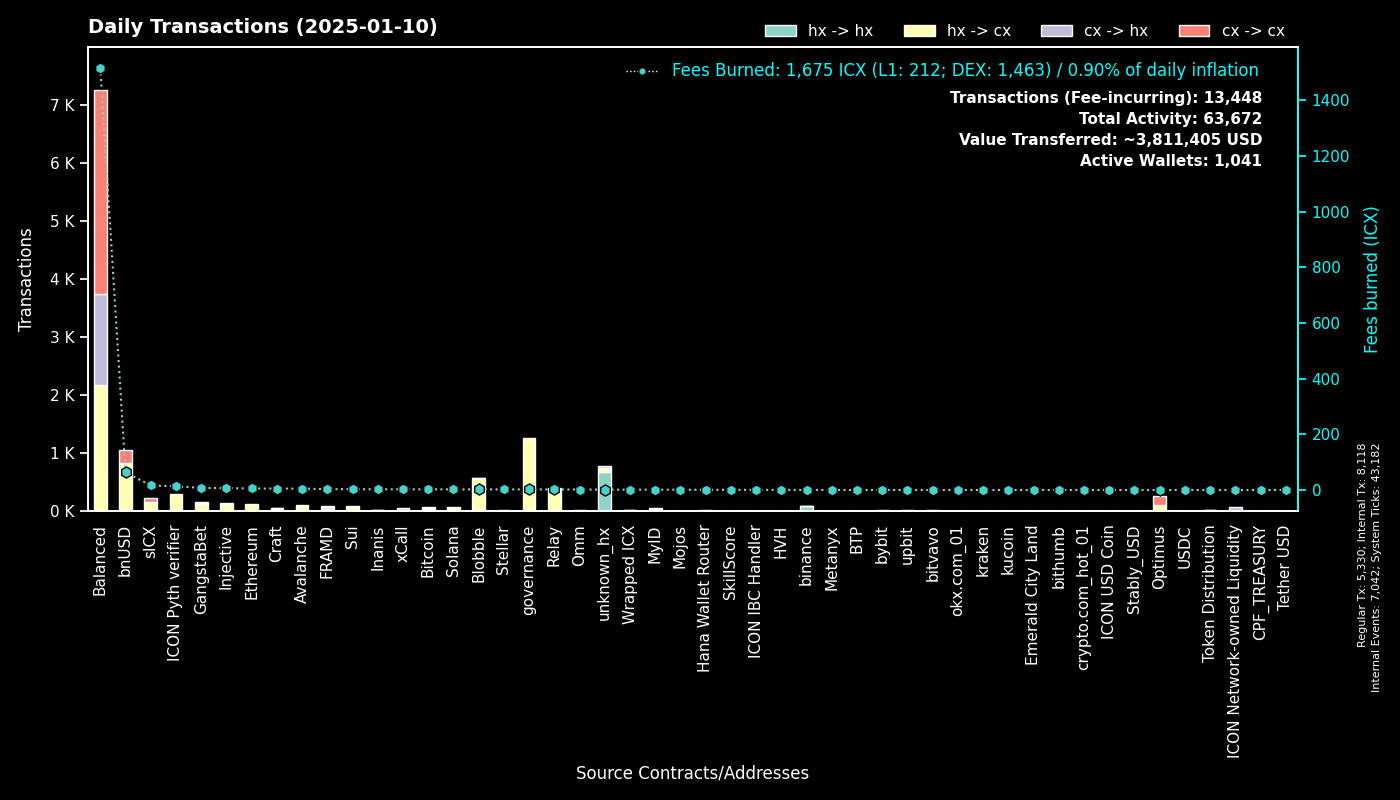 Daily Transactions (2025-01-10)
hx -> hx
hx -> cx
cx -> hx
cx -> cx
Fees Burned: 1,675 ICX (L1: 212; DEX: 1,463) / 0.90% of daily inflation
Transactions (Fee-incurring): 13,448
Total Activity: 63,672
Value Transferred: ~3,811,405 USD
Active Wallets: 1,041
Transactions
7 K
6 K
5 K
4 K
3 K
2 K
1 K
0 K
1400
1200
1000
800
600
400
200
0
Fees burned (ICX)
Balanced
bnUSD
sICX
ICON Pyth verifier
GangstaBet
Injective
Ethereum
Craft
Avalanche
FRAMD
Sui
Inanis
xCall
Bitcoin
Solana
Blobble
Stellar
governance
Relay
Omm
unknown_hx
Wrapped ICX
MyID
Mojos
Hana Wallet Router
SkillScore
ICON IBC Handler
HVH
binance
Metanyx
BTP
bybit
upbit
bitvavo
okx.com_01
kraken
kucoin
Emerald City Land
bithumb
crypto.com_hot_01
ICON USD Coin
Stably_USD
Optimus
USDC
Token Distribution
ICON Network-owned Liquidity
CPF_TREASURY
Tether USD
Source Contracts/Addresses
Regular Tx: 5,330; Internal Tx: 8,118
Internal Events: 7,042; System Ticks: 43,182